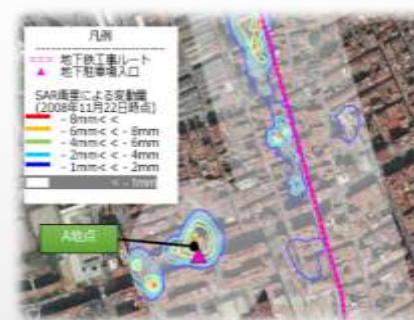 凡例
地下鉄工事ルート
地下駐車場入口
SAR衛星による変動量
(2008年11月22日時点)
-8mm< <
-6mm< < -8mm
-4mm< < -6mm
-2mm< < -4mm
-1mm< < -2mm
< -1mm
A地点